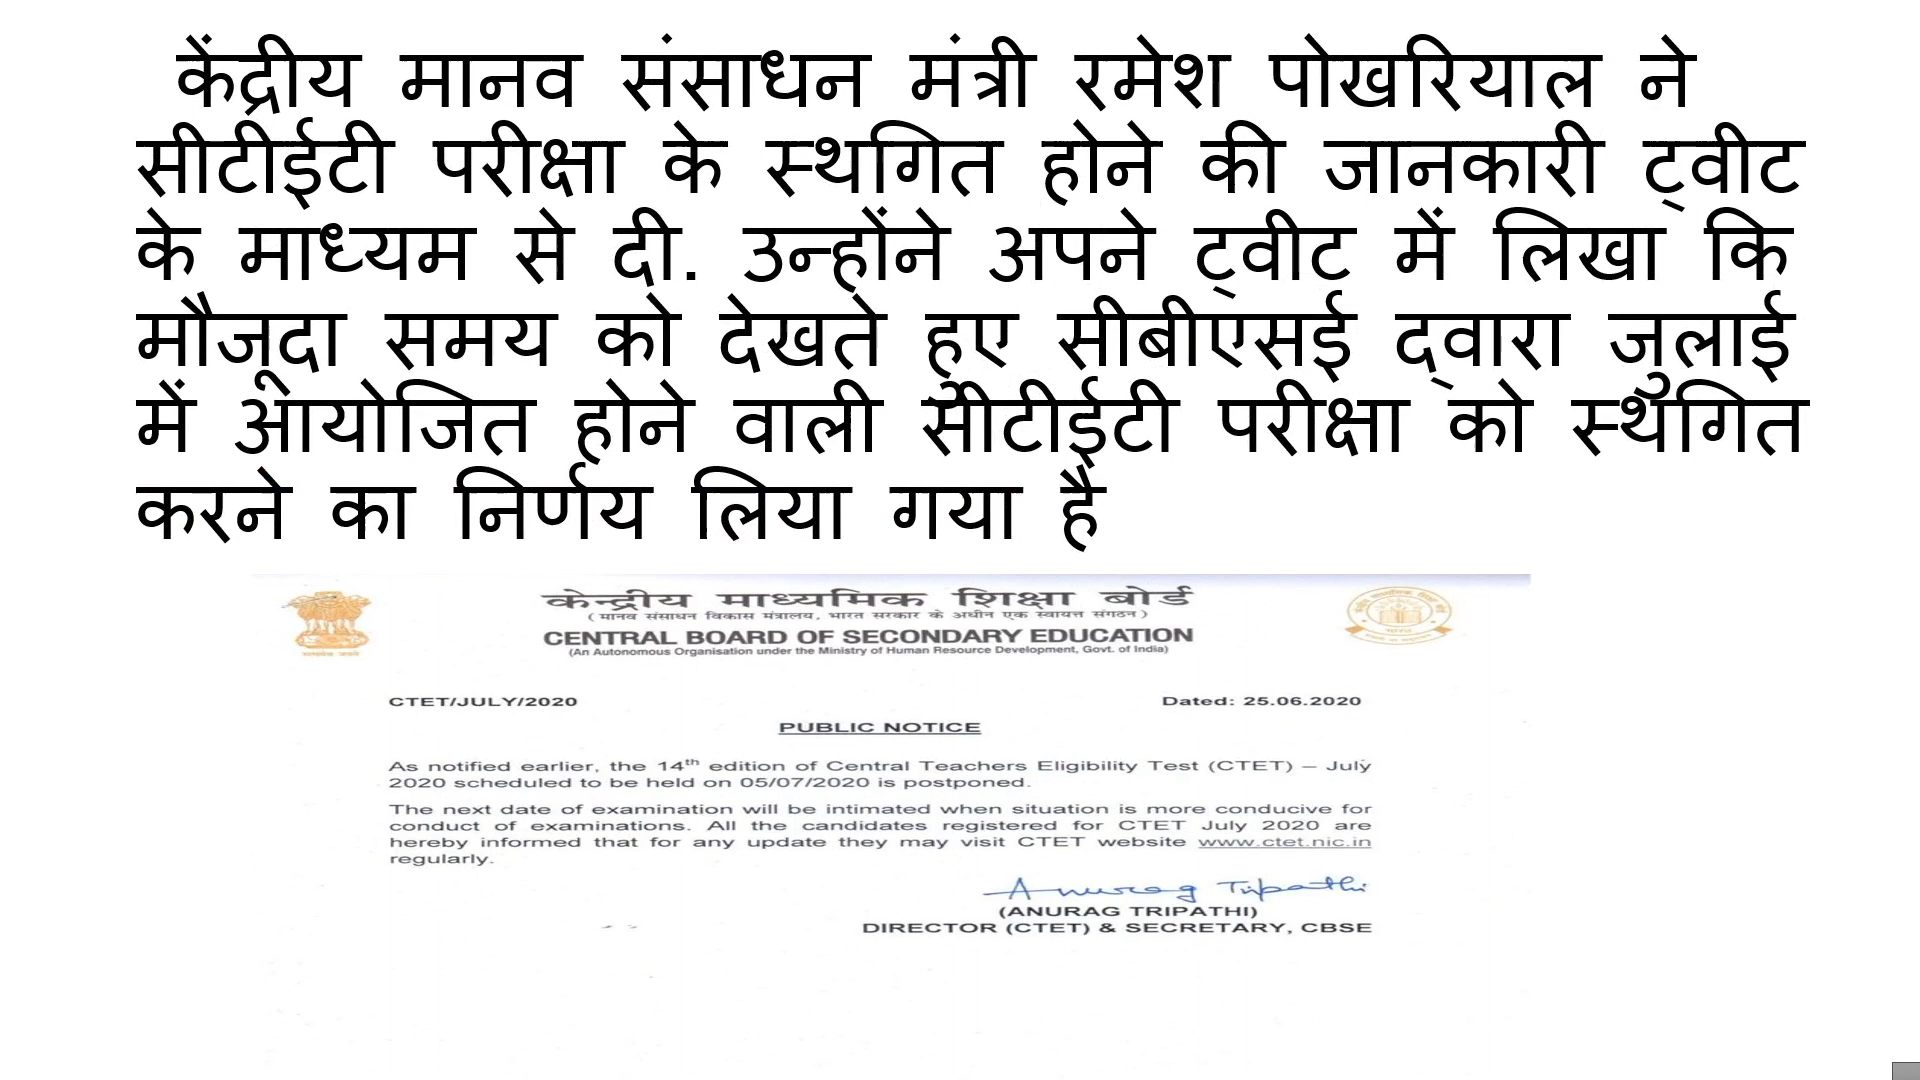 केंद्रीय मानव संसाधन मंत्री रमेश पोखरियाल ने
सीटीईटी परीक्षा के स्थगित होने की जानकारी ट्वीट
के माध्यम से दी. उन्होंने अपने ट्वीट में लिखा कि
मौजूदा समय को देखते हुए सीबीएसई द्वारा जुलाई
में आयोजित होने वाली सीटीईटी परीक्षा को स्थगित
करने का निर्णय लिया गया है
केन्द्रीय माध्यमिक शिक्षा बोर्ड
(मानव संसाधन विकास मंत्रालय, भारत सरकार के अधीन एक स्वायत्त संगठन)
CENTRAL BOARD OF SECONDARY EDUCATION
(An Autonomous Organisation under the Ministry of Human Resource Development, Govt. of India)
CTET/JULY/2020 Dated: 25.06.2020
PUBLIC NOTICE
As notified earlier, the 14th edition of Central Teachers Eligibility Test (CTET) – July
2020 scheduled to be held on 05/07/2020 is postponed.
The next date of examination will be intimated when situation is more conducive for
conduct of examinations. All the candidates registered for CTET July 2020 are
hereby informed that for any update they may visit CTET website www.ctet.nic.in
regularly.
Anurag Tripathi
(ANURAG TRIPATHI)
DIRECTOR (CTET) & SECRETARY, CBSE